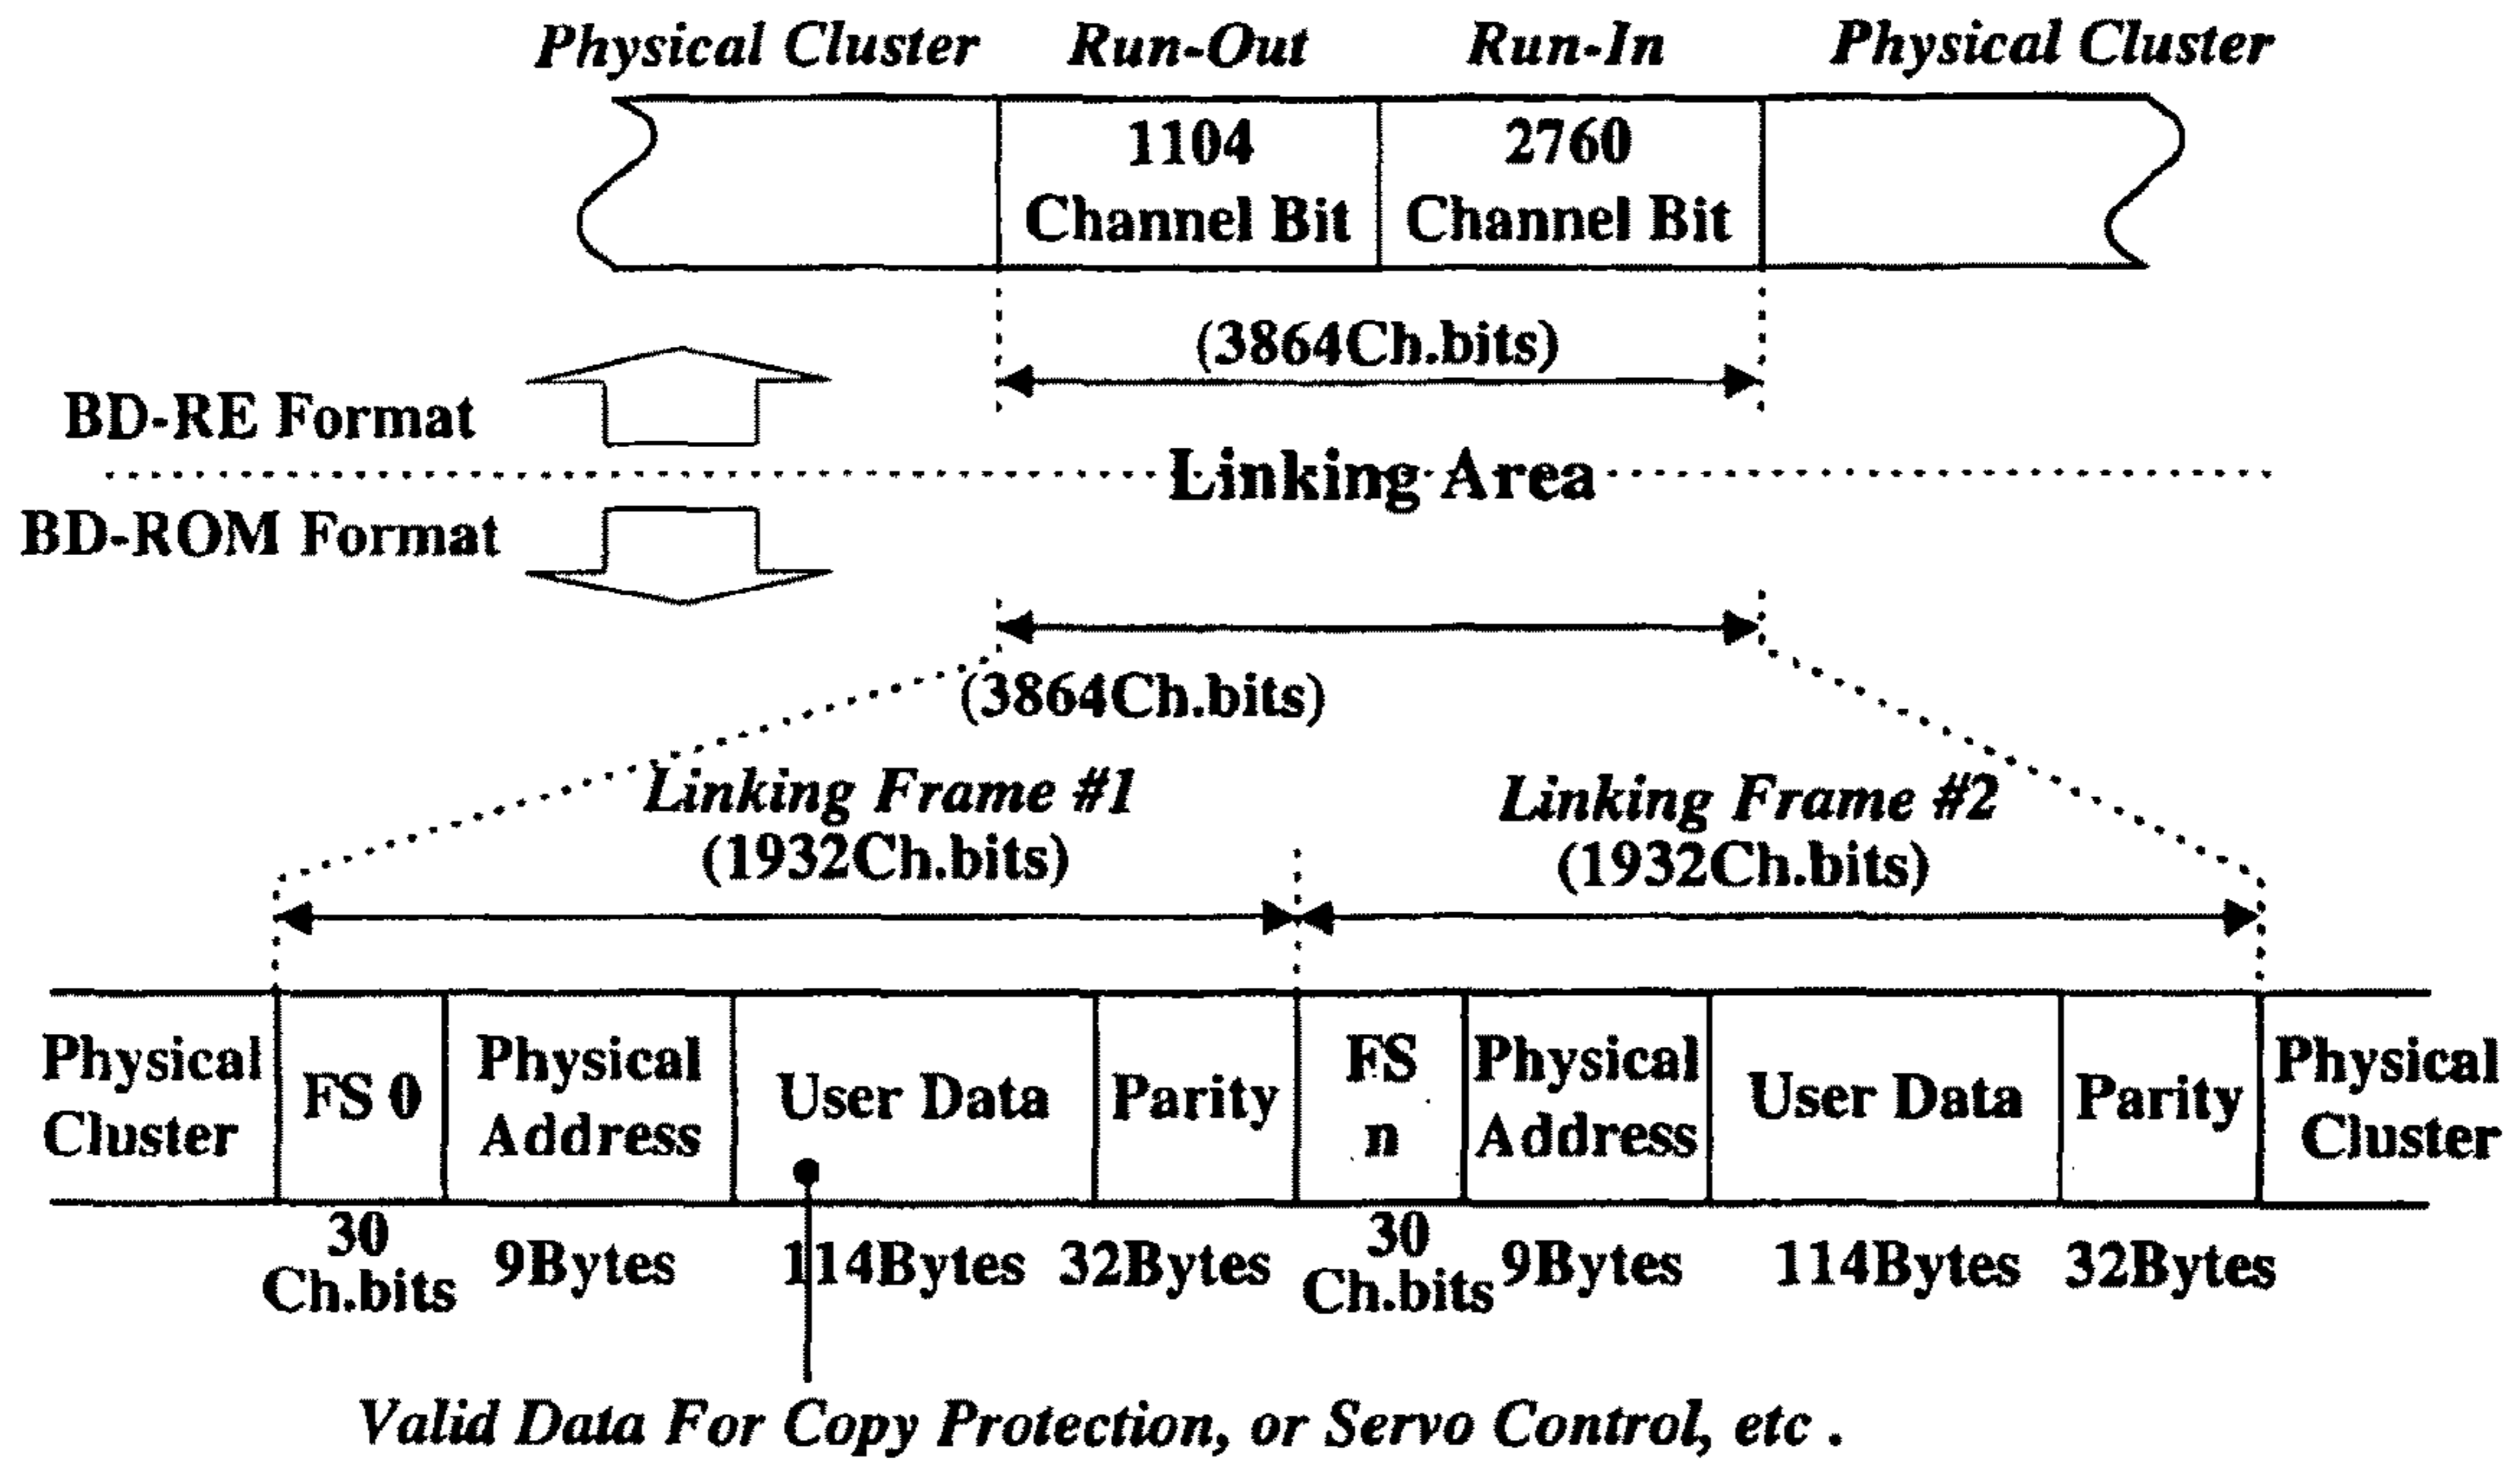 Physical Cluster Run-Out Run-In Physical Cluster
1104 2760
Channel Bit Channel Bit
(3864Ch.bits)
BD-RE Format
Linking Area
BD-ROM Format
(3864Ch.bits)
Linking Frame #1 Linking Frame #2
(1932Ch.bits) (1932Ch.bits)
Physical Cluster
FS 0
Physical Address
User Data
Parity
FS n
Physical Address
User Data
Parity
Physical Cluster
30 Ch.bits
9Bytes
114Bytes
32Bytes
30 Ch.bits
9Bytes
114Bytes
32Bytes
Valid Data For Copy Protection, or Servo Control, etc .